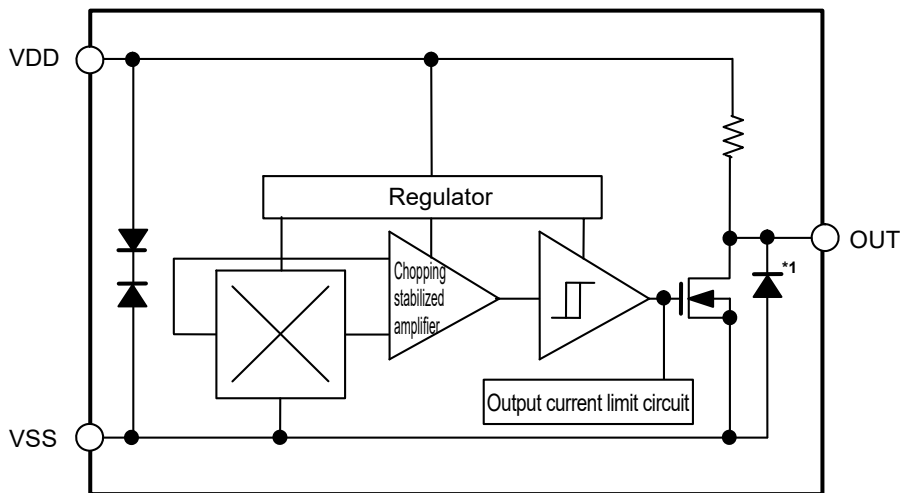 VDD
Regulator
OUT
*1
Chopping
stabilized
amplifier
Output current limit circuit
VSS